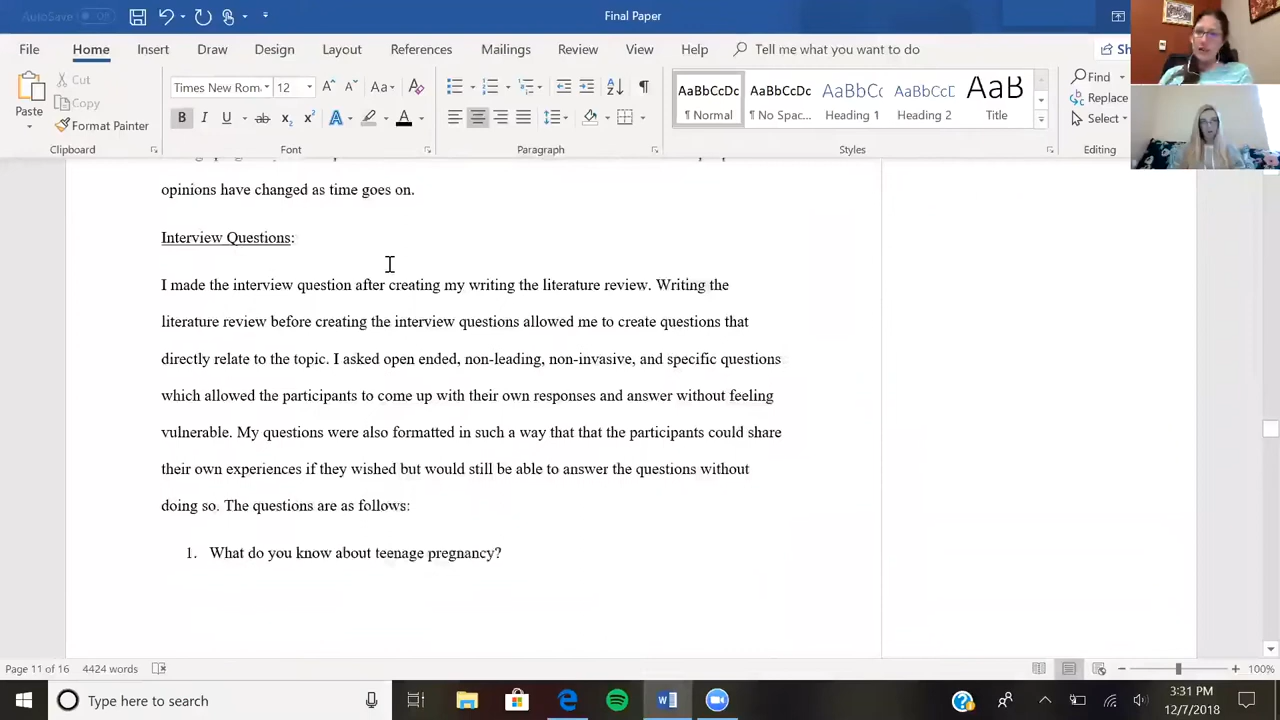 AutoSave
Final Paper
File Home Insert Draw Design Layout References Mailings Review View Help Tell me what you want to do
Paste
Cut
Copy
Format Painter
Clipboard
Times New Rom 12
Font
Paragraph
AaBbCcDc AaBbCcDc AaBbCc AaBbCcD AaB
¶ Normal ¶ No Spac... Heading 1 Heading 2 Title
Styles
Find
Replace
Select
Editing
opinions have changed as time goes on.
Interview Questions:
I made the interview question after creating my writing the literature review. Writing the
literature review before creating the interview questions allowed me to create questions that
directly relate to the topic. I asked open ended, non-leading, non-invasive, and specific questions
which allowed the participants to come up with their own responses and answer without feeling
vulnerable. My questions were also formatted in such a way that that the participants could share
their own experiences if they wished but would still be able to answer the questions without
doing so. The questions are as follows:
1. What do you know about teenage pregnancy?
Page 11 of 16 4424 words
100%
Type here to search
3:31 PM
12/7/2018